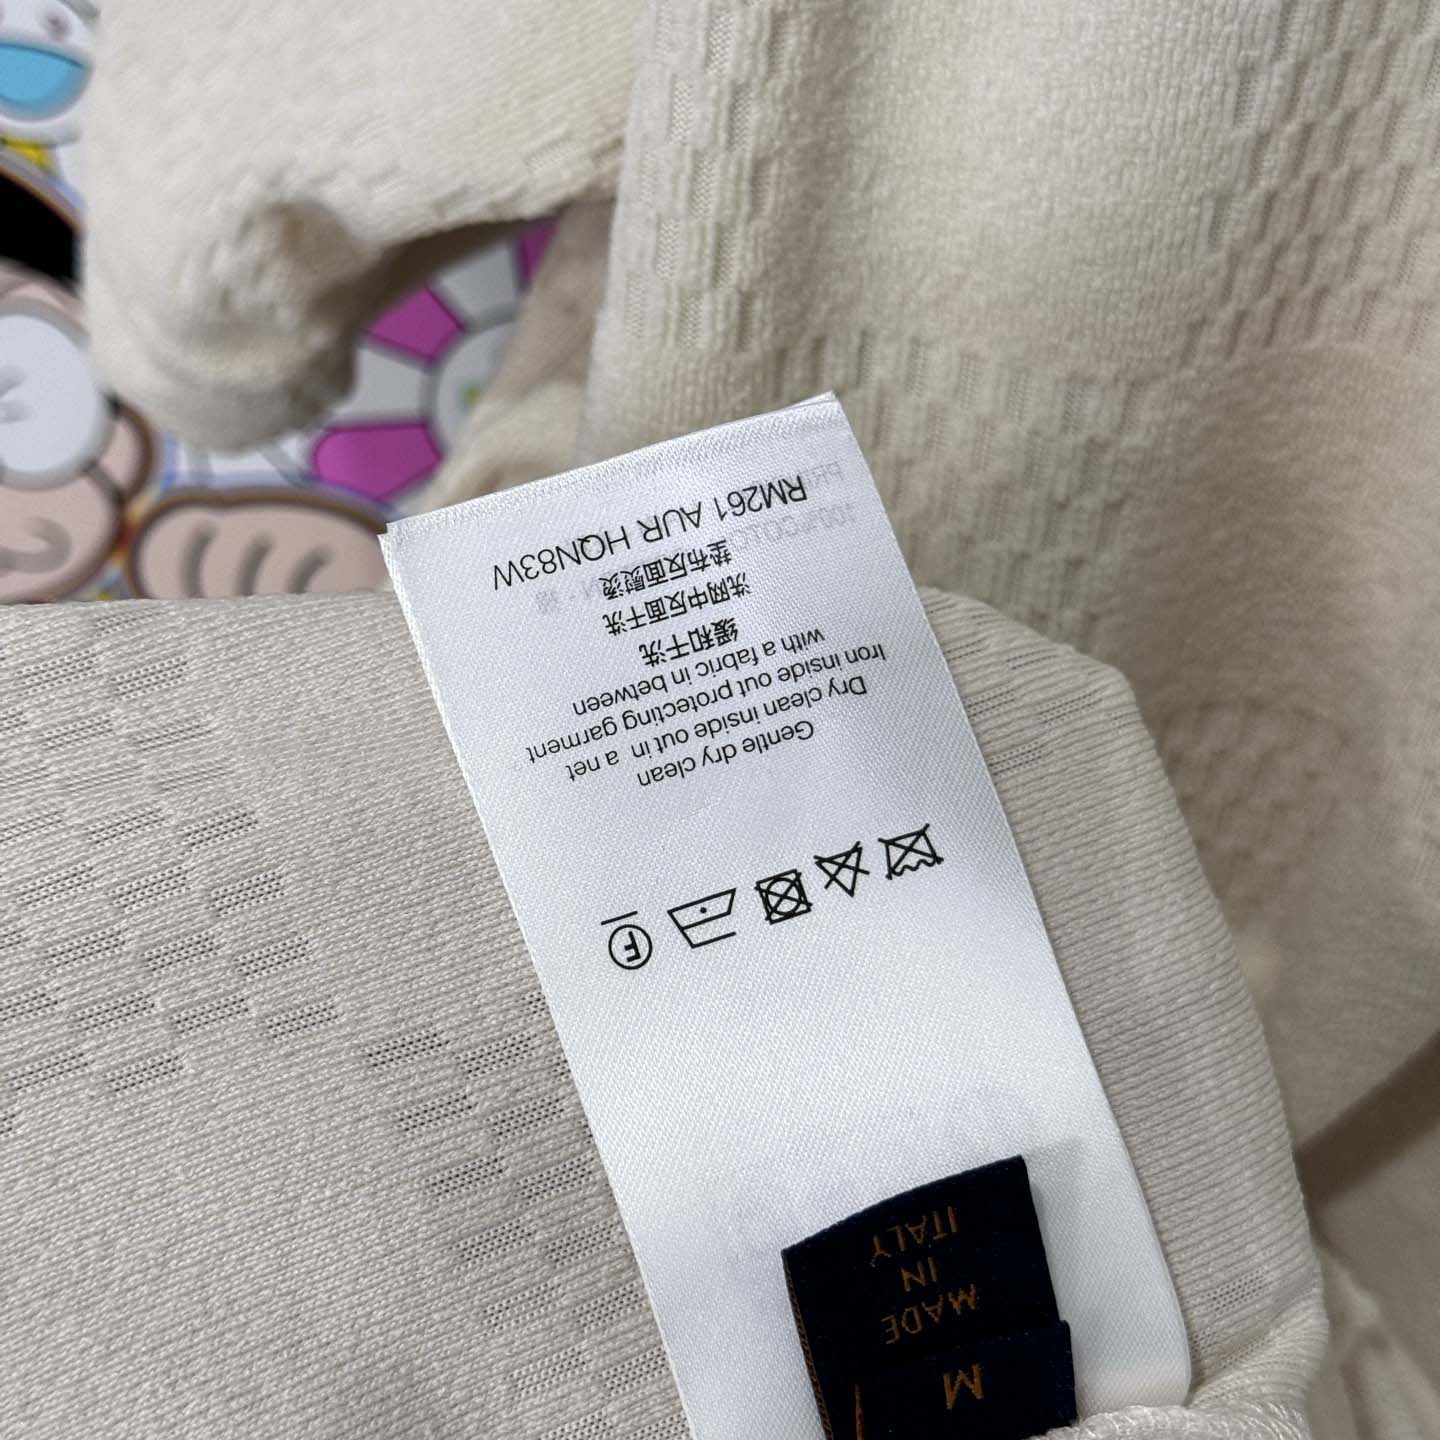 M
MADE
IN
ITALY
F
Gentle dry clean
Dry clean inside out in  a net
Iron inside out protecting garment
with a fabric in between
缓和干洗
洗网中反面干洗
垫布反面熨烫
RM261 AUR HQN83W